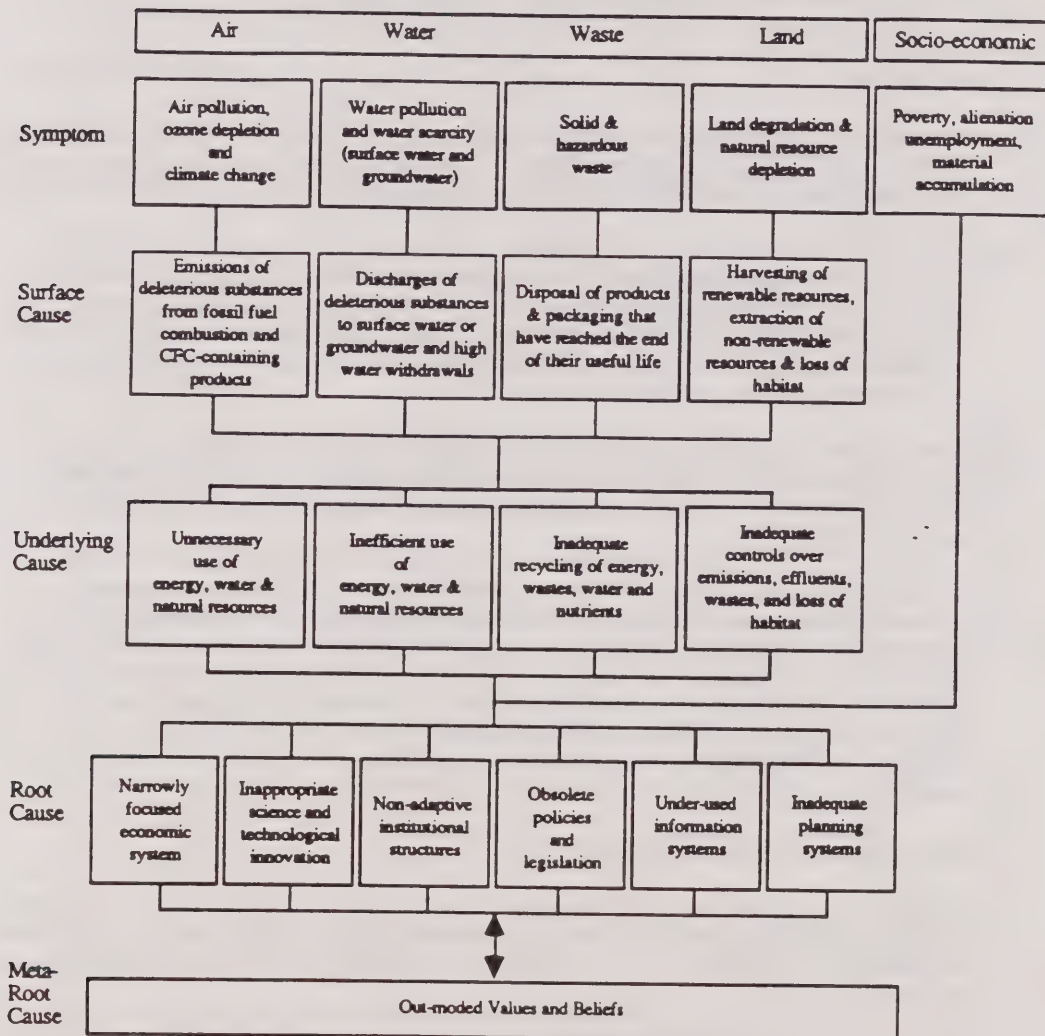 Air Water Waste Land Socio-economic
Symptom
Air pollution,
ozone depletion
and
climate change
Water pollution
and water scarcity
(surface water and
groundwater)
Solid &
hazardous
waste
Land degradation &
natural resource
depletion
Poverty, alienation
unemployment,
material
accumulation
Surface
Cause
Emissions of
deleterious substances
from fossil fuel
combustion and
CFC-containing
products
Discharges of
deleterious substances
to surface water or
groundwater and high
water withdrawals
Disposal of products
& packaging that
have reached the end
of their useful life
Harvesting of
renewable resources,
extraction of
non-renewable
resources & loss of
habitat
Underlying
Cause
Unnecessary
use of
energy, water &
natural resources
Inefficient use
of
energy, water &
natural resources
Inadequate
recycling of energy,
wastes, water and
nutrients
Inadequate
controls over
emissions, effluents,
wastes, and loss of
habitat
Root
Cause
Narrowly
focused
economic
system
Inappropriate
science and
technological
innovation
Non-adaptive
institutional
structures
Obsolete
policies
and
legislation
Under-used
information
systems
Inadequate
planning
systems
Meta-
Root
Cause
Out-moded Values and Beliefs